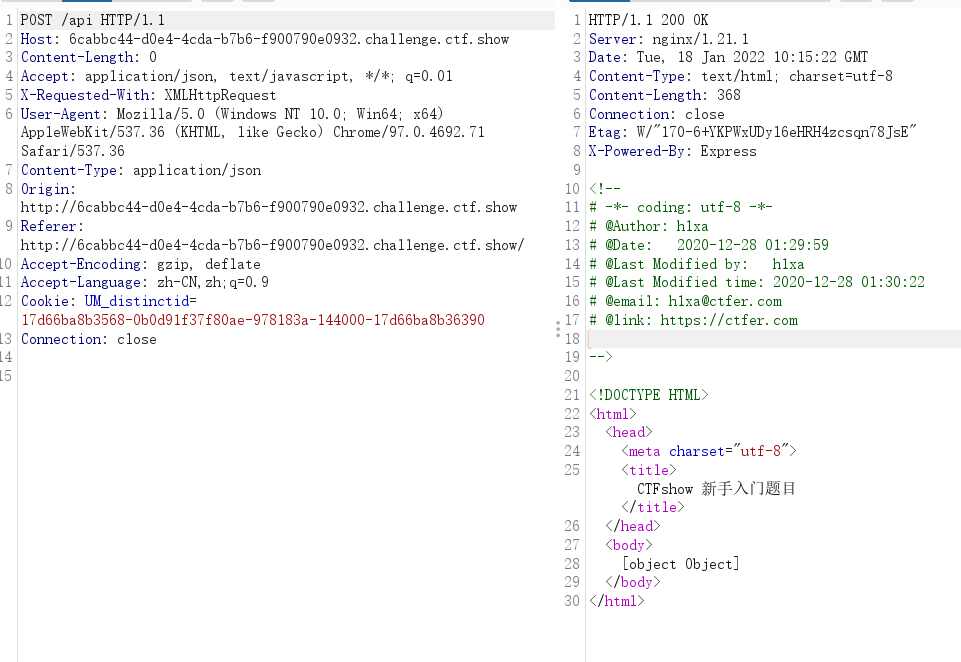 1 POST /api HTTP/1.1
2 Host: 6cabbc44-d0e4-4cda-b7b6-f900790e0932.challenge.ctf.show
3 Content-Length: 0
4 Accept: application/json, text/javascript, */*; q=0.01
5 X-Requested-With: XMLHttpRequest
6 User-Agent: Mozilla/5.0 (Windows NT 10.0; Win64; x64)
AppleWebKit/537.36 (KHTML, like Gecko) Chrome/97.0.4692.71
Safari/537.36
7 Content-Type: application/json
8 Origin:
http://6cabbc44-d0e4-4cda-b7b6-f900790e0932.challenge.ctf.show
9 Referer:
http://6cabbc44-d0e4-4cda-b7b6-f900790e0932.challenge.ctf.show/
10 Accept-Encoding: gzip, deflate
11 Accept-Language: zh-CN,zh;q=0.9
12 Cookie: UM_distinctid=
17d66ba8b3568-0b0d91f37f80ae-978183a-144000-17d66ba8b36390
13 Connection: close
14
15
1 HTTP/1.1 200 OK
2 Server: nginx/1.21.1
3 Date: Tue, 18 Jan 2022 10:15:22 GMT
4 Content-Type: text/html; charset=utf-8
5 Content-Length: 368
6 Connection: close
7 Etag: W/"170-6+YKPWxUDyl6eHRH4zcsqn78JsE"
8 X-Powered-By: Express
9
10 <!--
11 # -*- coding: utf-8 -*-
12 # @Author: h1xa
13 # @Date:   2020-12-28 01:29:59
14 # @Last Modified by:   h1xa
15 # @Last Modified time: 2020-12-28 01:30:22
16 # @email: h1xa@ctfer.com
17 # @link: https://ctfer.com
18
19 -->
20
21 <!DOCTYPE HTML>
22 <html>
23 <head>
24 <meta charset="utf-8">
25 <title>
CTFshow 新手入门题目
</title>
26 </head>
27 <body>
28 [object Object]
29 </body>
30 </html>